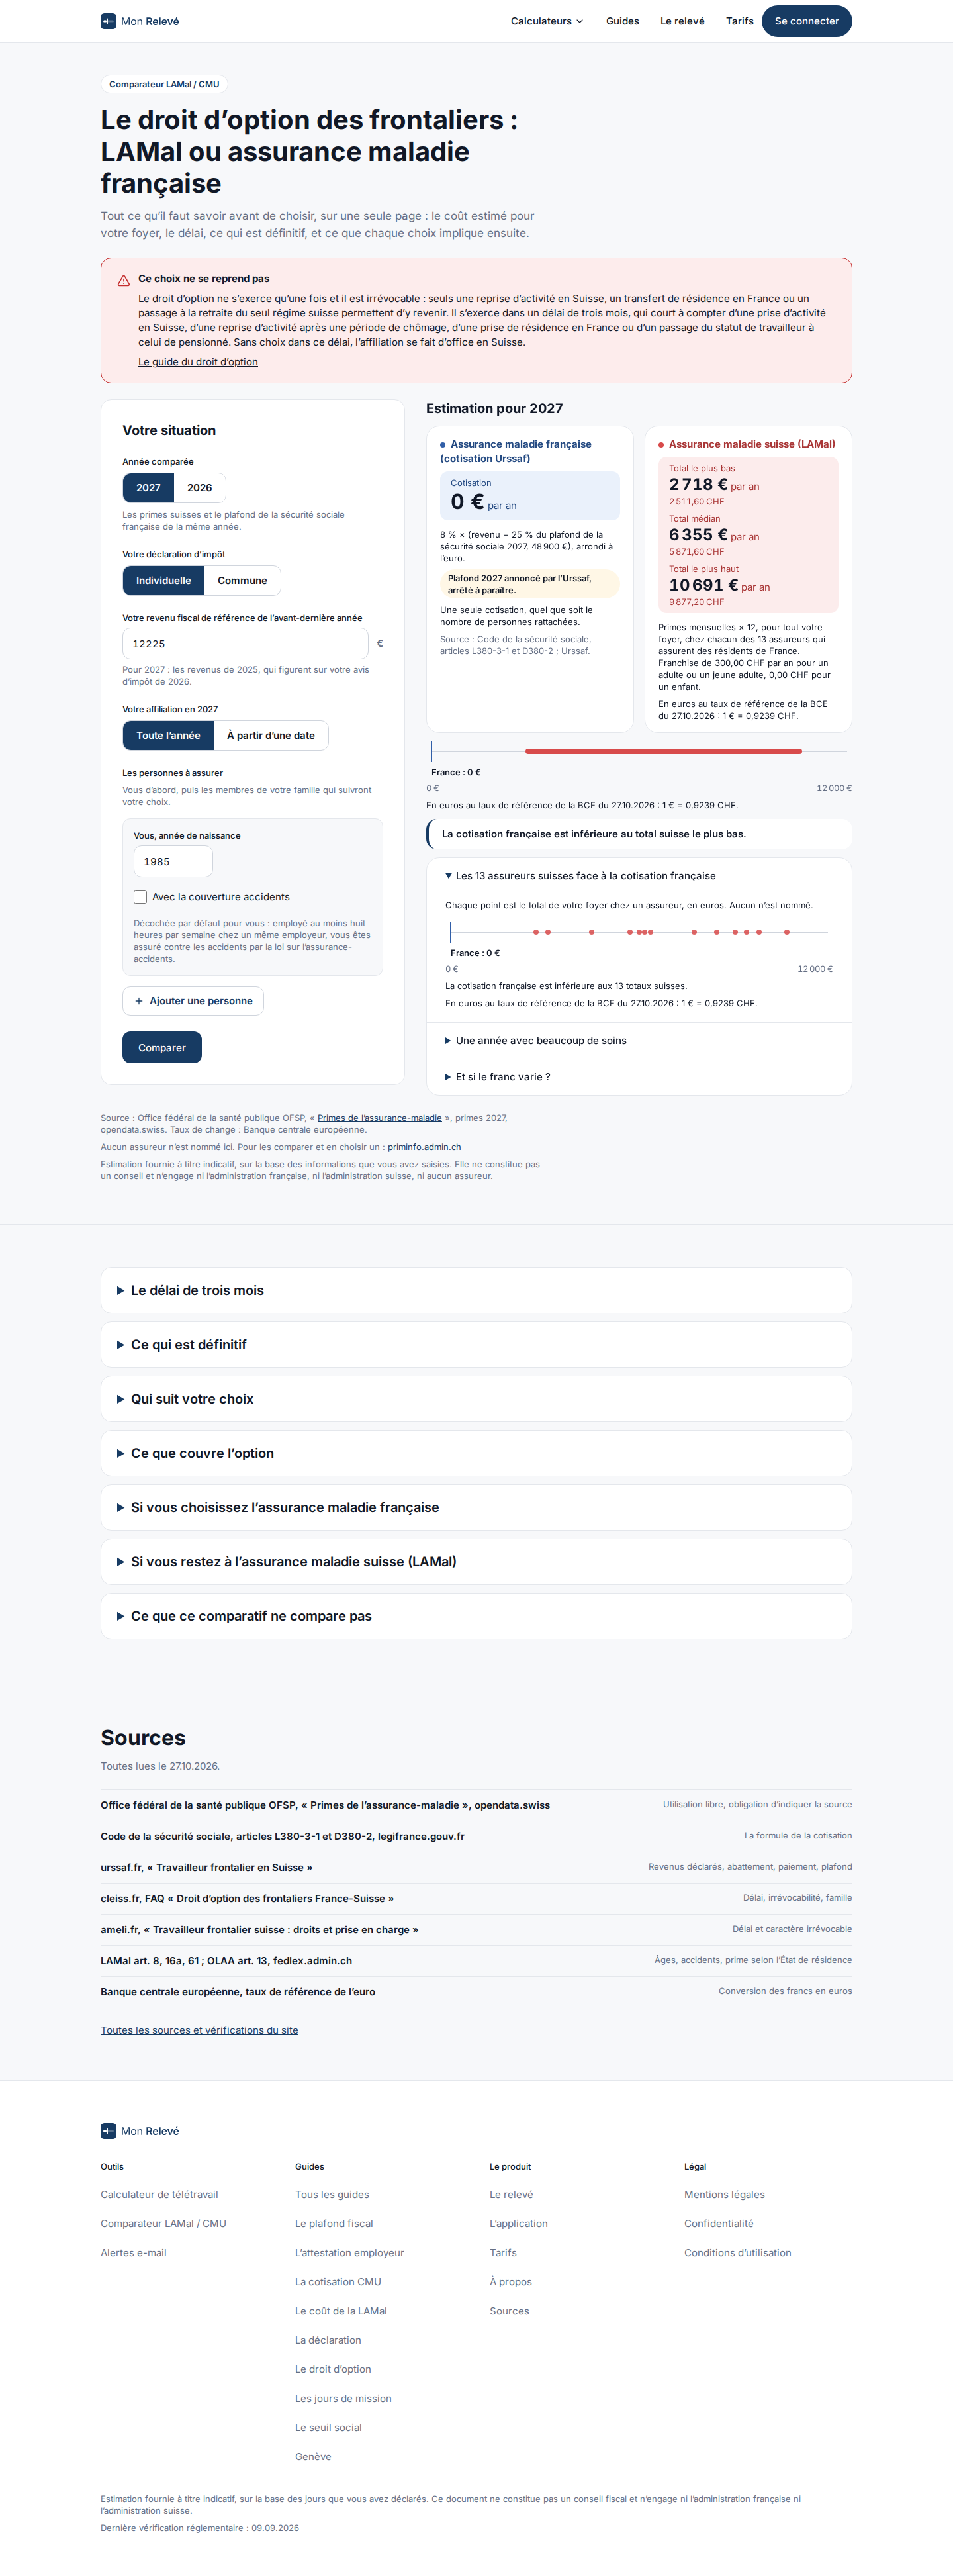 Mon Relevé
Calculateurs
Guides
Le relevé
Tarifs
Se connecter
Comparateur LAMal / CMU
Le droit d’option des frontaliers :
LAMal ou assurance maladie
française
Tout ce qu’il faut savoir avant de choisir, sur une seule page : le coût estimé pour
votre foyer, le délai, ce qui est définitif, et ce que chaque choix implique ensuite.
Ce choix ne se reprend pas
Le droit d’option ne s’exerce qu’une fois et il est irrévocable : seuls une reprise d’activité en Suisse, un transfert de résidence en France ou un
passage à la retraite du seul régime suisse permettent d’y revenir. Il s’exerce dans un délai de trois mois, qui court à compter d’une prise d’activité
en Suisse, d’une reprise d’activité après une période de chômage, d’une prise de résidence en France ou d’un passage du statut de travailleur à
celui de pensionné. Sans choix dans ce délai, l’affiliation se fait d’office en Suisse.
Le guide du droit d’option
Votre situation
Année comparée
2027
2026
Les primes suisses et le plafond de la sécurité sociale
française de la même année.
Votre déclaration d’impôt
Individuelle
Commune
Votre revenu fiscal de référence de l’avant-dernière année
12225
€
Pour 2027 : les revenus de 2025, qui figurent sur votre avis
d’impôt de 2026.
Votre affiliation en 2027
Toute l’année
À partir d’une date
Les personnes à assurer
Vous d’abord, puis les membres de votre famille qui suivront
votre choix.
Vous, année de naissance
1985
Avec la couverture accidents
Décochée par défaut pour vous : employé au moins huit
heures par semaine chez un même employeur, vous êtes
assuré contre les accidents par la loi sur l’assurance-
accidents.
Ajouter une personne
Comparer
Estimation pour 2027
Assurance maladie française
(cotisation Urssaf)
Cotisation
0 € par an
8 % × (revenu − 25 % du plafond de la
sécurité sociale 2027, 48 900 €), arrondi à
l’euro.
Plafond 2027 annoncé par l’Urssaf,
arrêté à paraître.
Une seule cotisation, quel que soit le
nombre de personnes rattachées.
Source : Code de la sécurité sociale,
articles L380-3-1 et D380-2 ; Urssaf.
Assurance maladie suisse (LAMal)
Total le plus bas
2 718 € par an
2 511,60 CHF
Total médian
6 355 € par an
5 871,60 CHF
Total le plus haut
10 691 € par an
9 877,20 CHF
Primes mensuelles × 12, pour tout votre
foyer, chez chacun des 13 assureurs qui
assurent des résidents de France.
Franchise de 300,00 CHF par an pour un
adulte ou un jeune adulte, 0,00 CHF pour
un enfant.
En euros au taux de référence de la BCE
du 27.10.2026 : 1 € = 0,9239 CHF.
France : 0 €
0 €
12 000 €
En euros au taux de référence de la BCE du 27.10.2026 : 1 € = 0,9239 CHF.
La cotisation française est inférieure au total suisse le plus bas.
Les 13 assureurs suisses face à la cotisation française
Chaque point est le total de votre foyer chez un assureur, en euros. Aucun n’est nommé.
France : 0 €
0 €
12 000 €
La cotisation française est inférieure aux 13 totaux suisses.
En euros au taux de référence de la BCE du 27.10.2026 : 1 € = 0,9239 CHF.
Une année avec beaucoup de soins
Et si le franc varie ?
Source : Office fédéral de la santé publique OFSP, « Primes de l’assurance-maladie », primes 2027,
opendata.swiss. Taux de change : Banque centrale européenne.
Aucun assureur n’est nommé ici. Pour les comparer et en choisir un : priminfo.admin.ch
Estimation fournie à titre indicatif, sur la base des informations que vous avez saisies. Elle ne constitue pas
un conseil et n’engage ni l’administration française, ni l’administration suisse, ni aucun assureur.
Le délai de trois mois
Ce qui est définitif
Qui suit votre choix
Ce que couvre l’option
Si vous choisissez l’assurance maladie française
Si vous restez à l’assurance maladie suisse (LAMal)
Ce que ce comparatif ne compare pas
Sources
Toutes lues le 27.10.2026.
Office fédéral de la santé publique OFSP, « Primes de l’assurance-maladie », opendata.swiss
Utilisation libre, obligation d’indiquer la source
Code de la sécurité sociale, articles L380-3-1 et D380-2, legifrance.gouv.fr
La formule de la cotisation
urssaf.fr, « Travailleur frontalier en Suisse »
Revenus déclarés, abattement, paiement, plafond
cleiss.fr, FAQ « Droit d’option des frontaliers France-Suisse »
Délai, irrévocabilité, famille
ameli.fr, « Travailleur frontalier suisse : droits et prise en charge »
Délai et caractère irrévocable
LAMal art. 8, 16a, 61 ; OLAA art. 13, fedlex.admin.ch
Âges, accidents, prime selon l’État de résidence
Banque centrale européenne, taux de référence de l’euro
Conversion des francs en euros
Toutes les sources et vérifications du site
Mon Relevé
Outils
Calculateur de télétravail
Comparateur LAMal / CMU
Alertes e-mail
Guides
Tous les guides
Le plafond fiscal
L’attestation employeur
La cotisation CMU
Le coût de la LAMal
La déclaration
Le droit d’option
Les jours de mission
Le seuil social
Genève
Le produit
Le relevé
L’application
Tarifs
À propos
Sources
Légal
Mentions légales
Confidentialité
Conditions d’utilisation
Estimation fournie à titre indicatif, sur la base des jours que vous avez déclarés. Ce document ne constitue pas un conseil fiscal et n’engage ni l’administration française ni
l’administration suisse.
Dernière vérification réglementaire : 09.09.2026